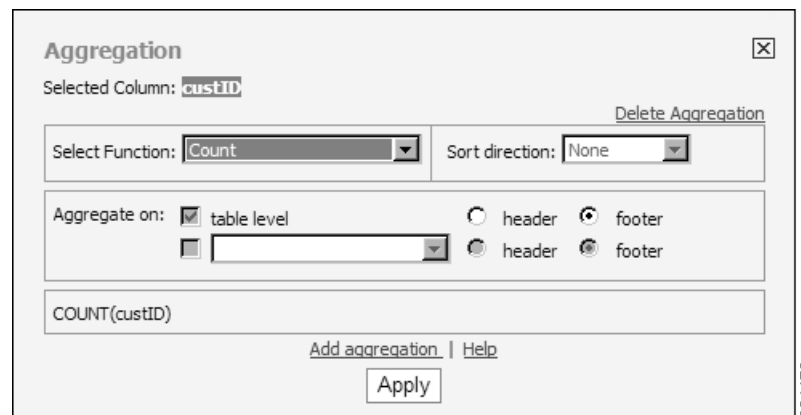 Aggregation
Selected Column: custID
Delete Aggregation
Select Function: Count Sort direction: None
Aggregate on: table level header footer
header footer
COUNT(custID)
Add aggregation | Help
Apply